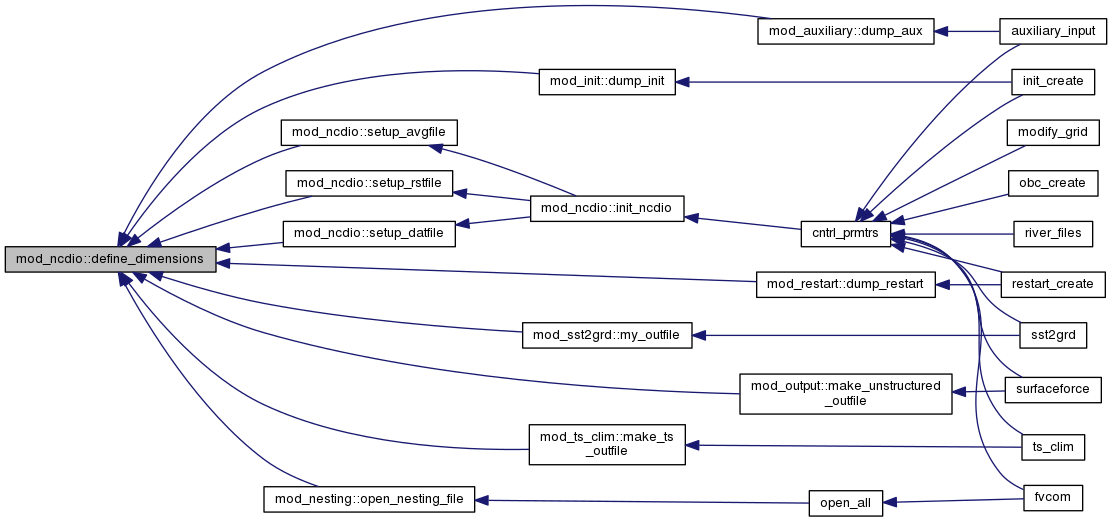 mod_auxiliary::dump_aux
auxiliary_input
mod_init::dump_init
init_create
mod_ncdio::setup_avgfile
modify_grid
mod_ncdio::setup_rstfile
obc_create
mod_ncdio::init_ncdio
mod_ncdio::setup_datfile
cntrl_prmtrs
river_files
mod_ncdio::define_dimensions
mod_restart::dump_restart
restart_create
mod_sst2grd::my_outfile
sst2grd
mod_output::make_unstructured
_outfile
surfaceforce
mod_ts_clim::make_ts
_outfile
ts_clim
mod_nesting::open_nesting_file
open_all
fvcom